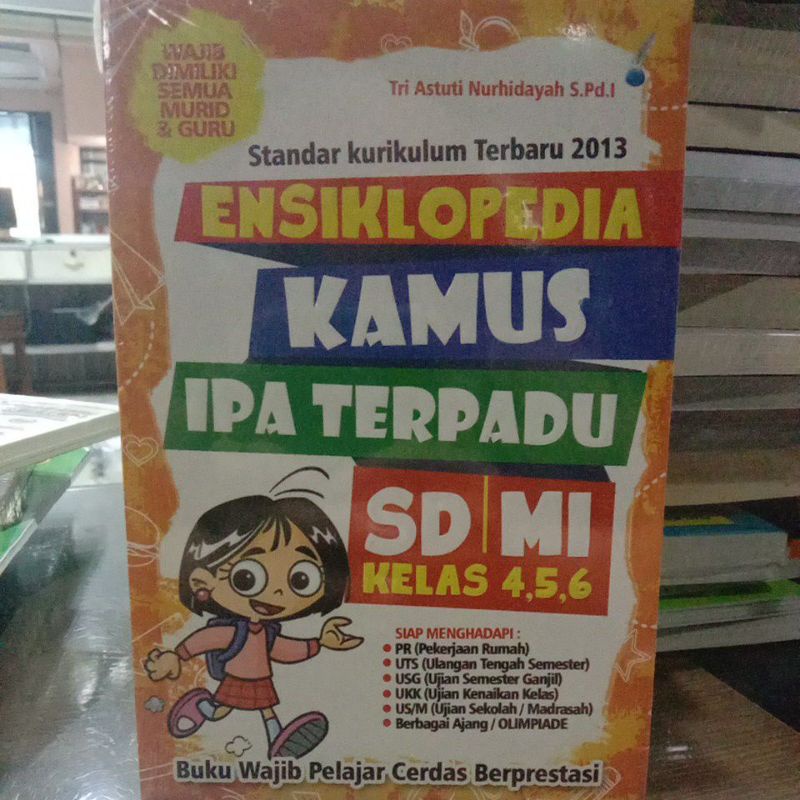 WAJIB
DIMILIKI
SEMUA
MURID
& GURU
Tri Astuti Nurhidayah S.Pd.I
Standar kurikulum Terbaru 2013
ENSIKLOPEDIA
KAMUS
IPA TERPADU
SD | MI
KELAS 4,5,6
SIAP MENGHADAPI :
• PR (Pekerjaan Rumah)
• UTS (Ulangan Tengah Semester)
• USG (Ujian Semester Ganjil)
• UKK (Ujian Kenaikan Kelas)
• US/M (Ujian Sekolah / Madrasah)
• Berbagai Ajang / OLIMPIADE
Buku Wajib Pelajar Cerdas Berprestasi